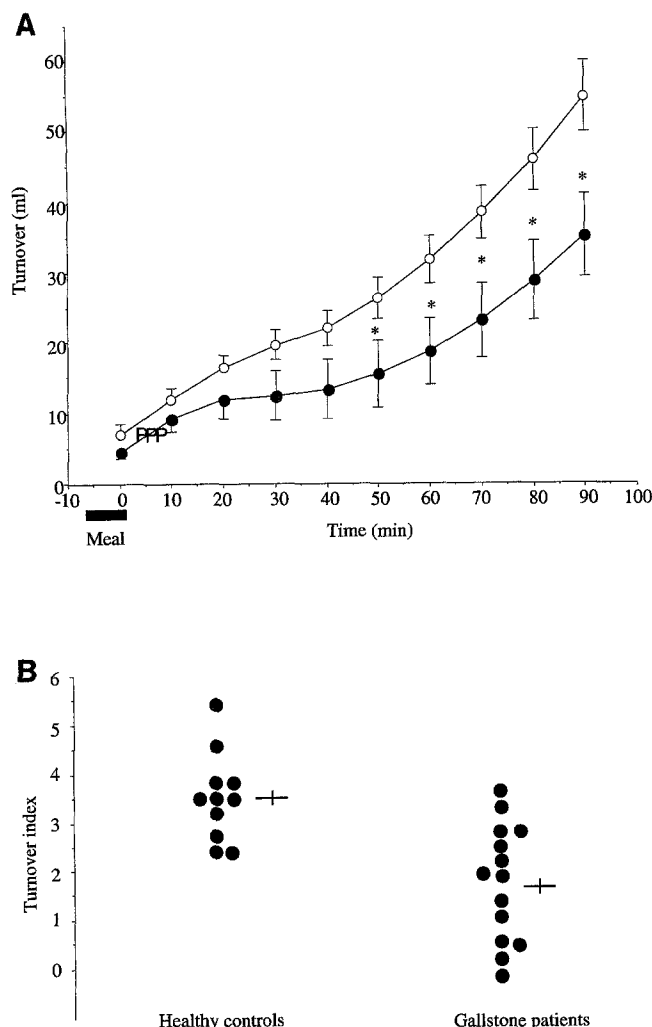 A
60
50
40
30
20
10
0
Turnover (ml)
* * * * *
PPP
-10 0 10 20 30 40 50 60 70 80 90 100
Meal
Time (min)
B
6
5
4
3
2
1
0
Turnover index
Healthy controls Gallstone patients